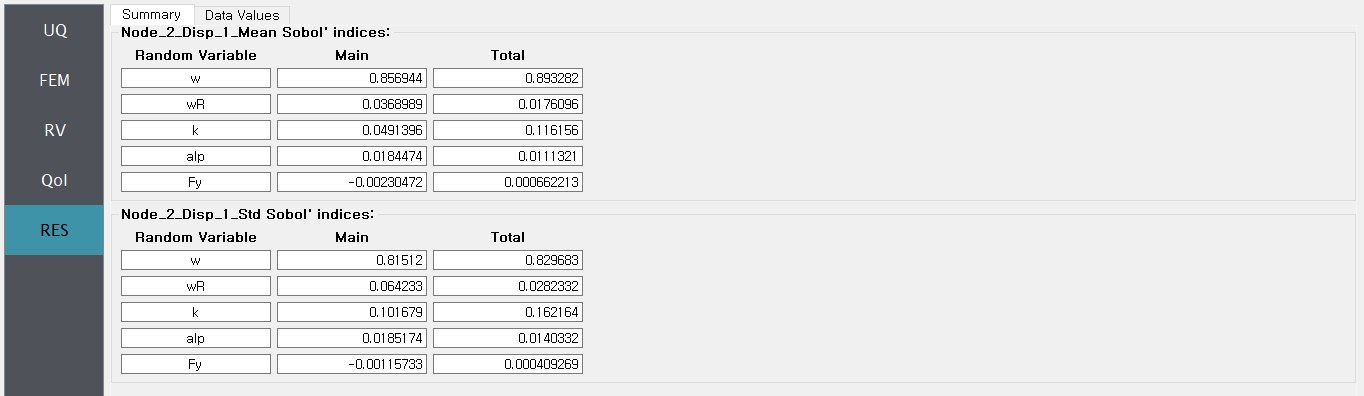 UQ
FEM
RV
QoI
RES
Summary Data Values
Node_2_Disp_1_Mean Sobol' indices:
Random Variable Main Total
w 0.856944 0.893282
wR 0.0368989 0.0176096
k 0.0491396 0.116156
alp 0.0184474 0.0111321
Fy -0.00230472 0.000662213
Node_2_Disp_1_Std Sobol' indices:
Random Variable Main Total
w 0.81512 0.829683
wR 0.064233 0.0282332
k 0.101679 0.162164
alp 0.0185174 0.0140332
Fy -0.00115733 0.000409269